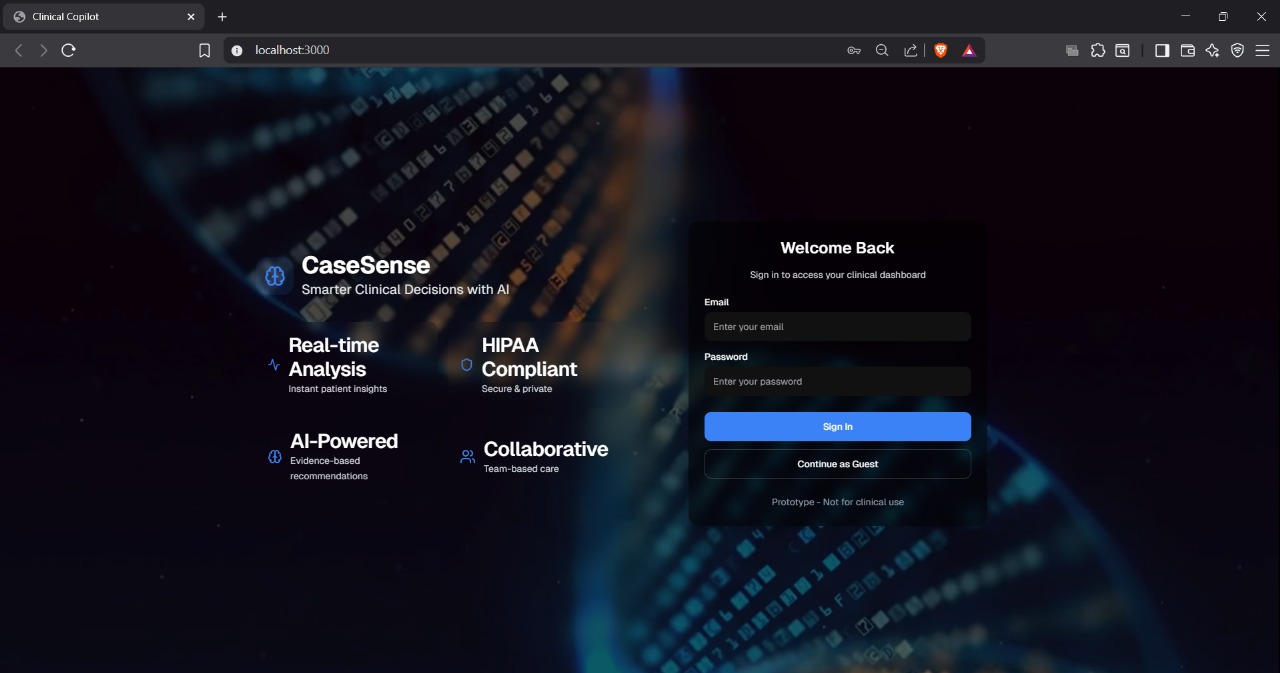 Clinical Copilot
localhost:3000
CaseSense
Smarter Clinical Decisions with AI
Real-time
Analysis
Instant patient insights
HIPAA
Compliant
Secure & private
AI-Powered
Evidence-based
recommendations
Collaborative
Team-based care
Welcome Back
Sign in to access your clinical dashboard
Email
Enter your email
Password
Enter your password
Sign In
Continue as Guest
Prototype - Not for clinical use